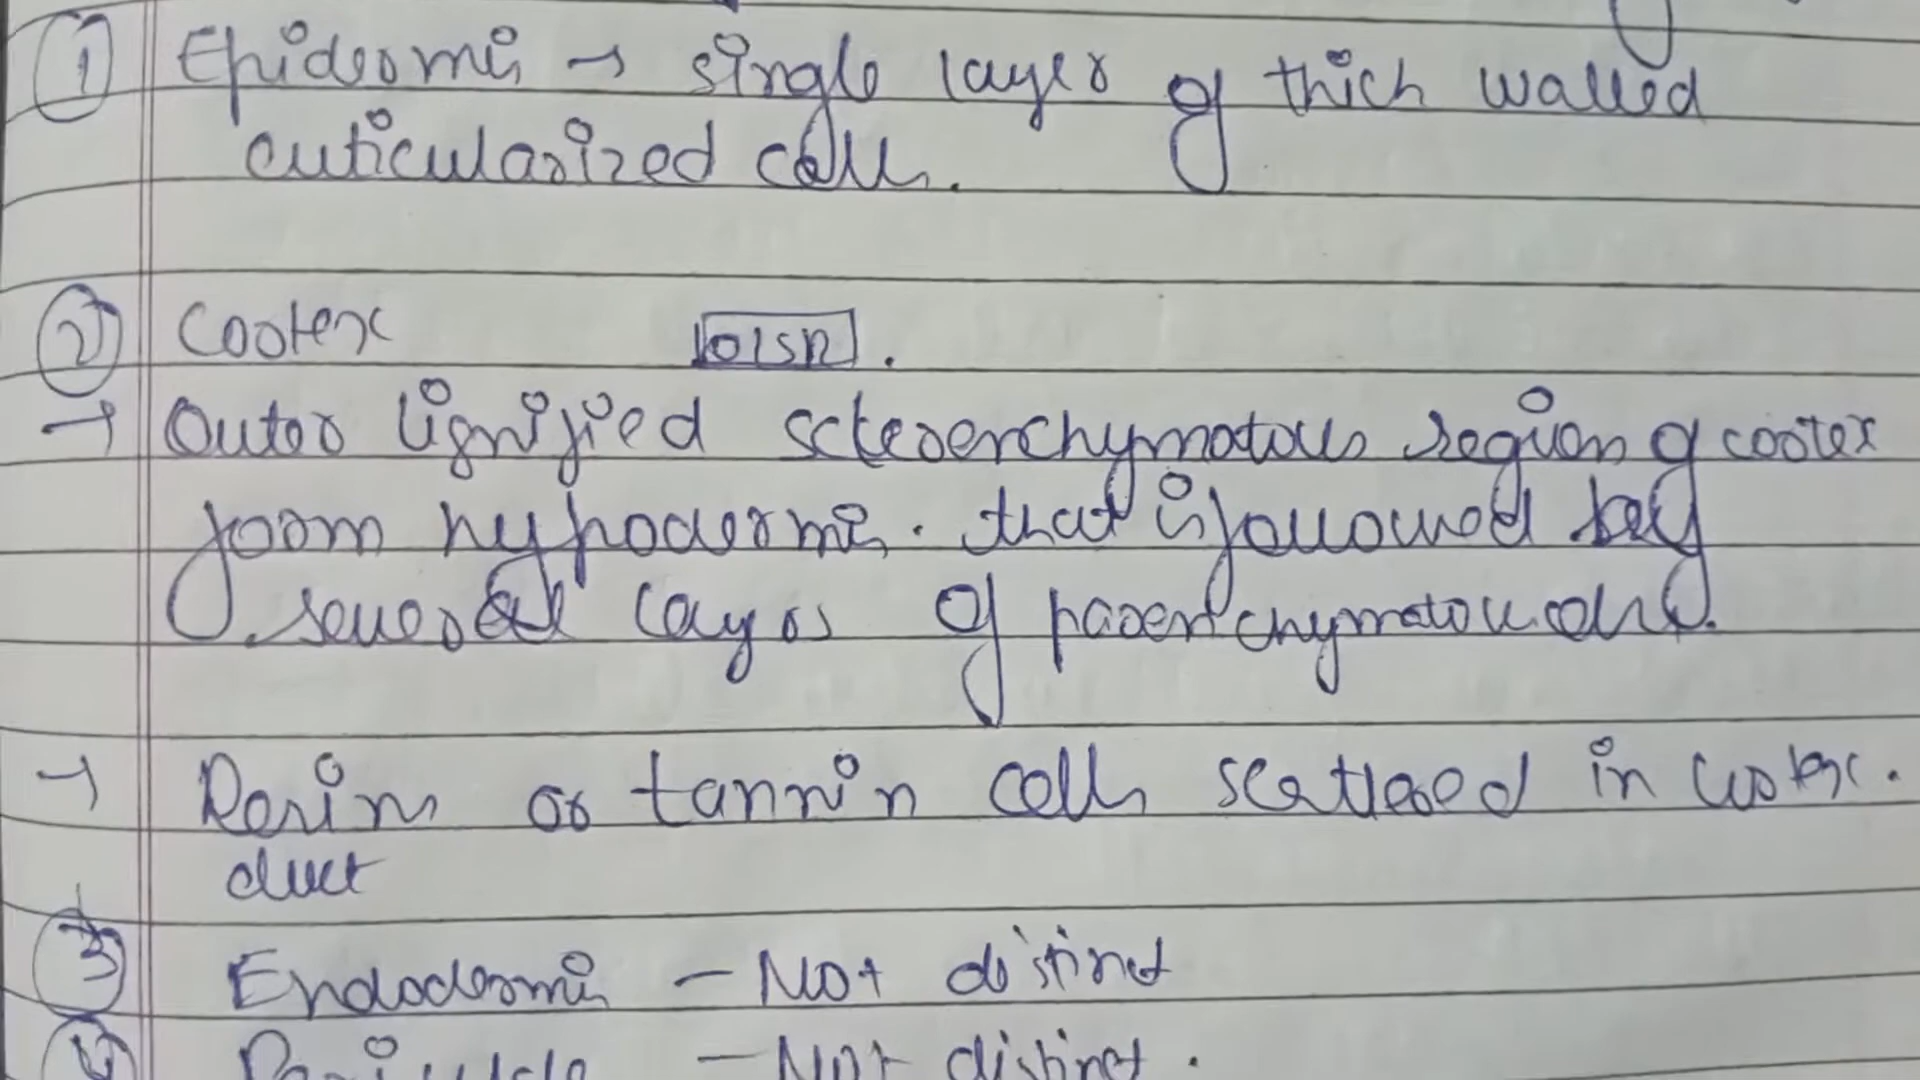 ① Epidermis → single layer of thick walled
cuticularized cells.
② Cortex
→ Outer lignified sclerenchymatous region of cortex
form hypodermis. that is followed by
several layers of parenchymatous
→ Resin or tannin cells scattered in cortex.
duct
③ Endodermis - Not distinct
④ Pericycle - Not distinct.